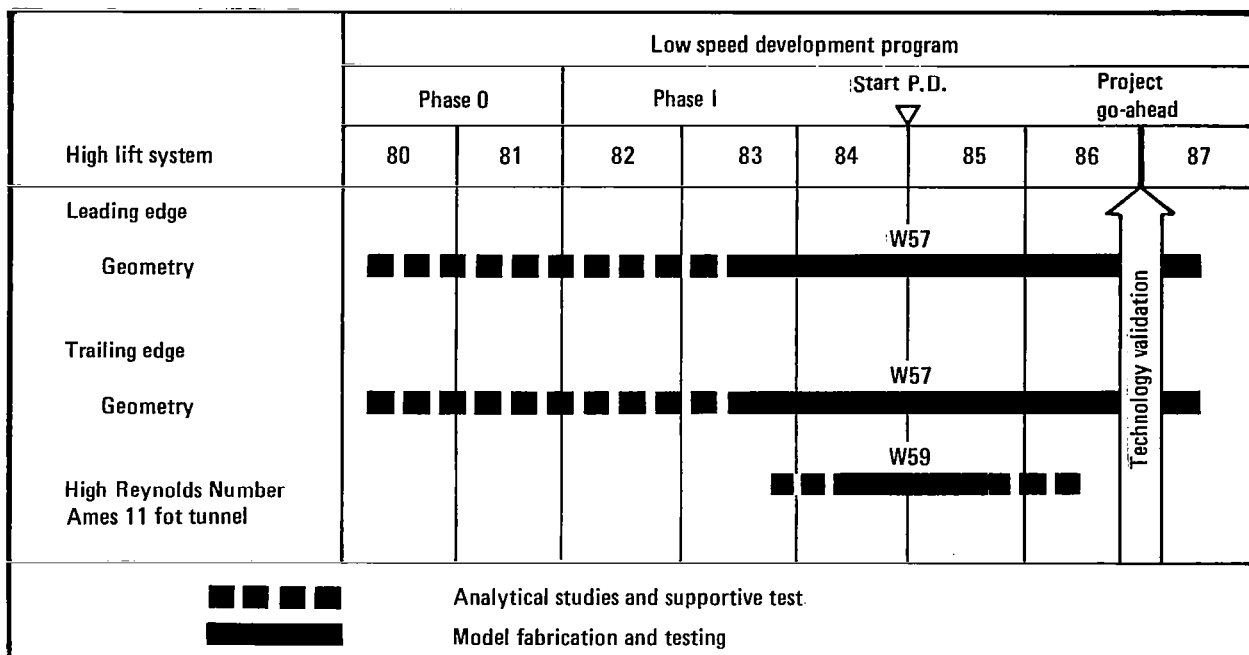 Low speed development program
Phase 0
Phase I
Start P.D.
Project
go-ahead
High lift system
80
81
82
83
84
85
86
87
Leading edge
W57
Geometry
Trailing edge
W57
Geometry
W59
High Reynolds Number
Ames 11 fot tunnel
Technology validation
Analytical studies and supportive test
Model fabrication and testing